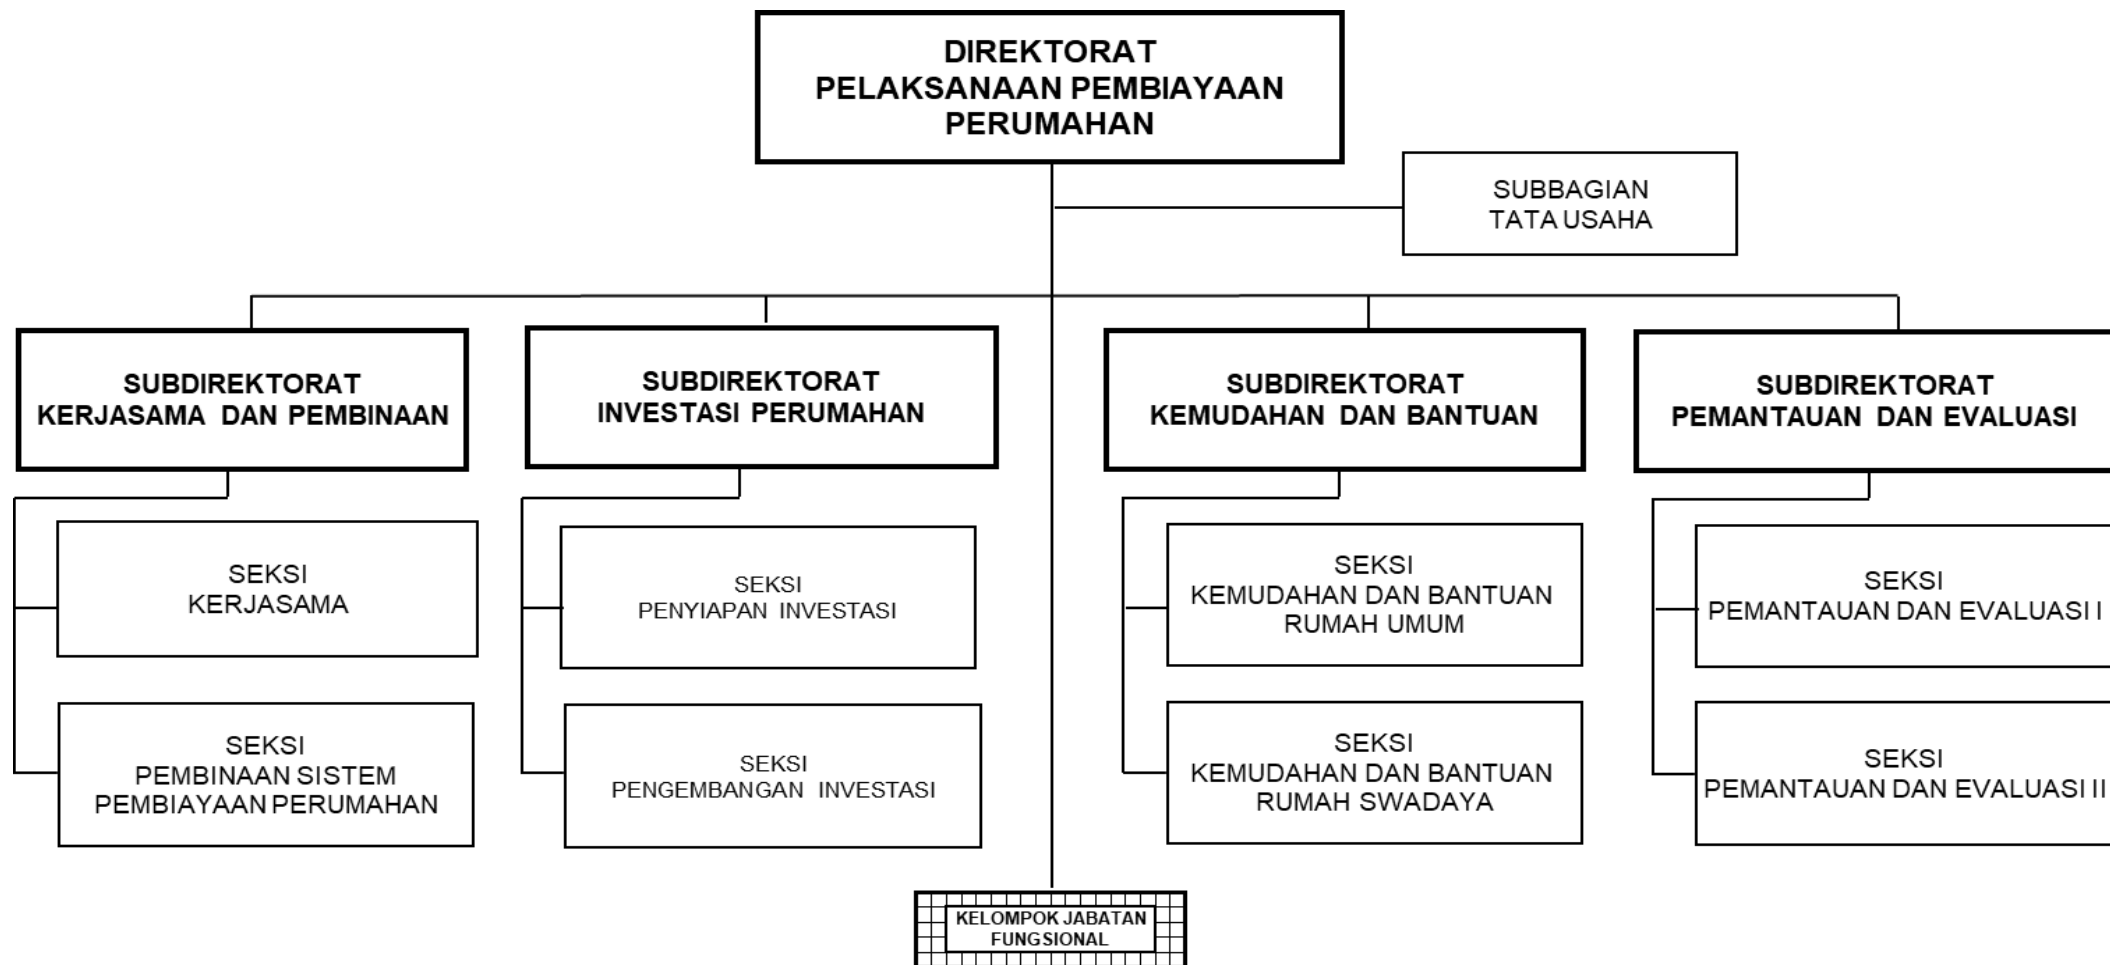 DIREKTORAT
PELAKSANAAN PEMBIAYAAN
PERUMAHAN
SUBBAGIAN
TATA USAHA
SUBDIREKTORAT
KERJASAMA DAN PEMBINAAN
SUBDIREKTORAT
INVESTASI PERUMAHAN
SUBDIREKTORAT
KEMUDAHAN DAN BANTUAN
SUBDIREKTORAT
PEMANTAUAN DAN EVALUASI
SEKSI
KERJASAMA
SEKSI
PENYIAPAN INVESTASI
SEKSI
KEMUDAHAN DAN BANTUAN
RUMAH UMUM
SEKSI
PEMANTAUAN DAN EVALUASI I
SEKSI
PEMBINAAN SISTEM
PEMBIAYAAN PERUMAHAN
SEKSI
PENGEMBANGAN INVESTASI
SEKSI
KEMUDAHAN DAN BANTUAN
RUMAH SWADAYA
SEKSI
PEMANTAUAN DAN EVALUASI II
KELOMPOK JABATAN
FUNGSIONAL